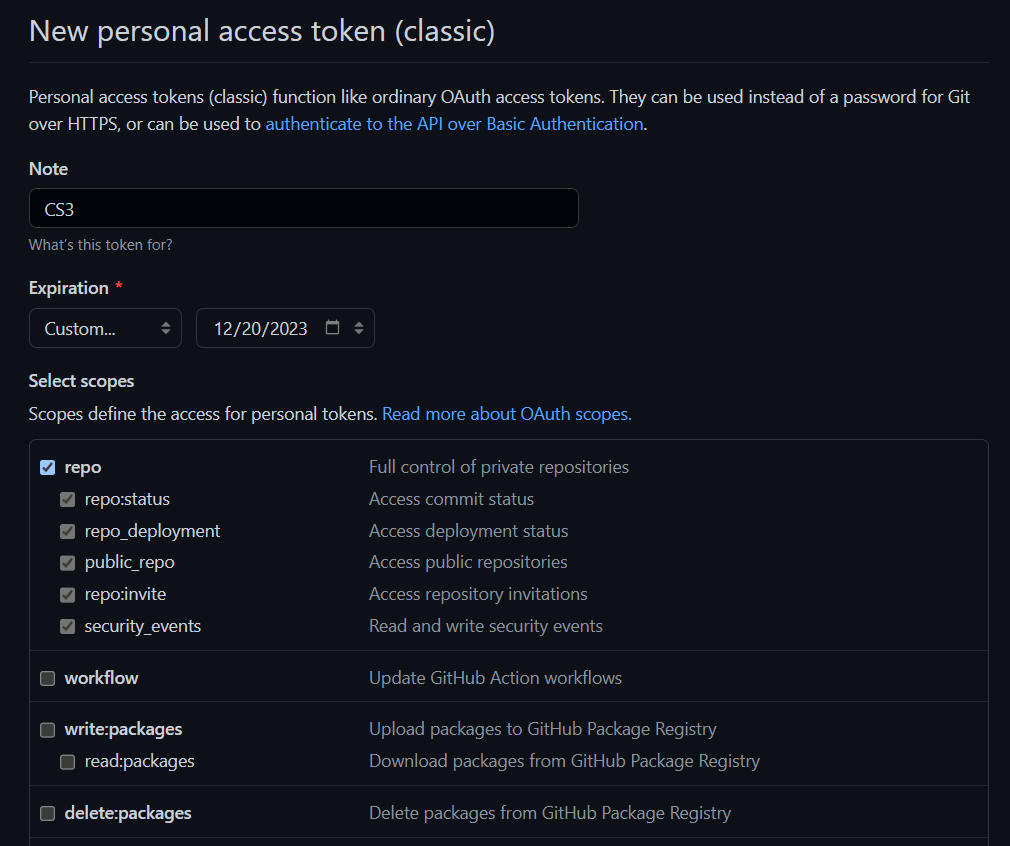 New personal access token (classic)
Personal access tokens (classic) function like ordinary OAuth access tokens. They can be used instead of a password for Git
over HTTPS, or can be used to authenticate to the API over Basic Authentication.
Note
CS3
What's this token for?
Expiration *
Custom... 12/20/2023
Select scopes
Scopes define the access for personal tokens. Read more about OAuth scopes.
repo Full control of private repositories
repo:status Access commit status
repo_deployment Access deployment status
public_repo Access public repositories
repo:invite Access repository invitations
security_events Read and write security events
workflow Update GitHub Action workflows
write:packages Upload packages to GitHub Package Registry
read:packages Download packages from GitHub Package Registry
delete:packages Delete packages from GitHub Package Registry